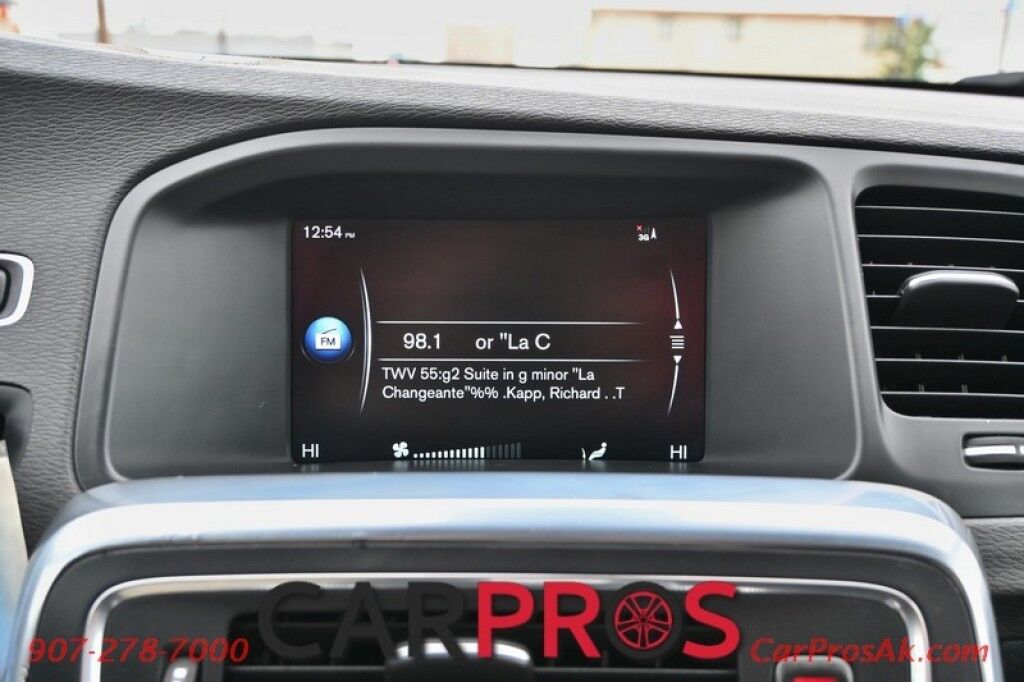 12:54 PM
3G
FM
98.1 or "La C
TWV 55:g2 Suite in g minor "La
Changeante"%% .Kapp, Richard . .T
HI HI
CARPROS
907-278-7000 CarProsAk.com